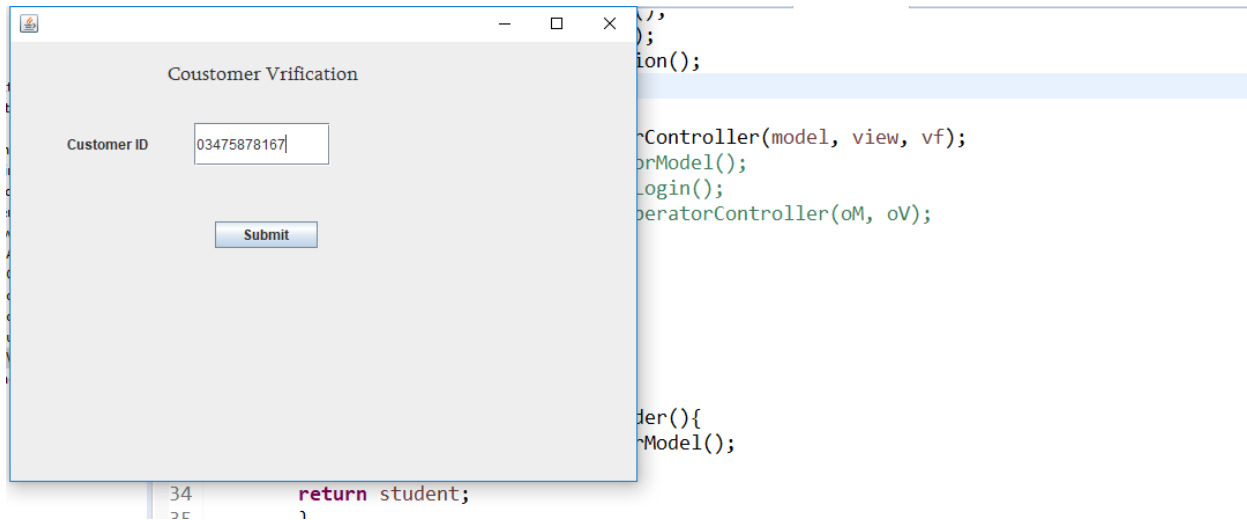 Coustomer Vrification
Customer ID
03475878167
Submit
);
ion();
Controller(model, view, vf);
orModel();
Login();
peratorController(oM, oV);
der(){
rModel();
34 return student;
35 }